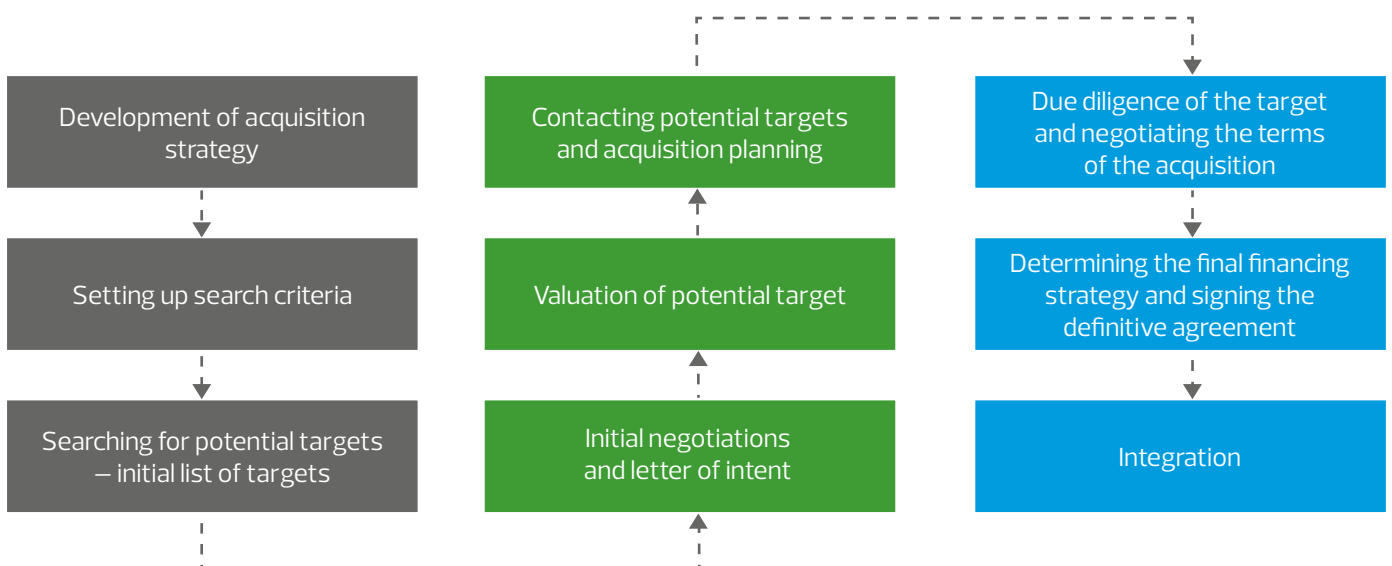 Development of acquisition
strategy
Setting up search criteria
Searching for potential targets
– initial list of targets
Contacting potential targets
and acquisition planning
Valuation of potential target
Initial negotiations
and letter of intent
Due diligence of the target
and negotiating the terms
of the acquisition
Determining the final financing
strategy and signing the
definitive agreement
Integration